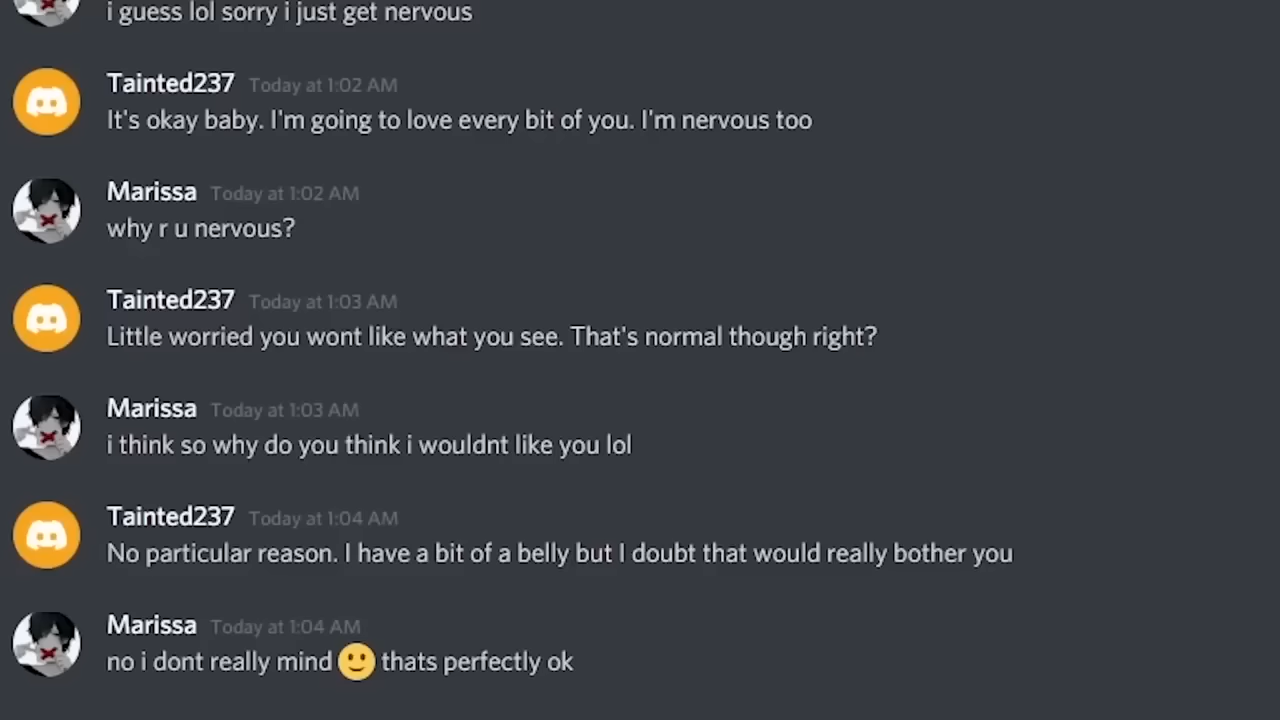 i guess lol sorry i just get nervous
Tainted237 Today at 1:02 AM
It's okay baby. I'm going to love every bit of you. I'm nervous too
Marissa Today at 1:02 AM
why r u nervous?
Tainted237 Today at 1:03 AM
Little worried you wont like what you see. That's normal though right?
Marissa Today at 1:03 AM
i think so why do you think i wouldnt like you lol
Tainted237 Today at 1:04 AM
No particular reason. I have a bit of a belly but I doubt that would really bother you
Marissa Today at 1:04 AM
no i dont really mind 🙂 thats perfectly ok